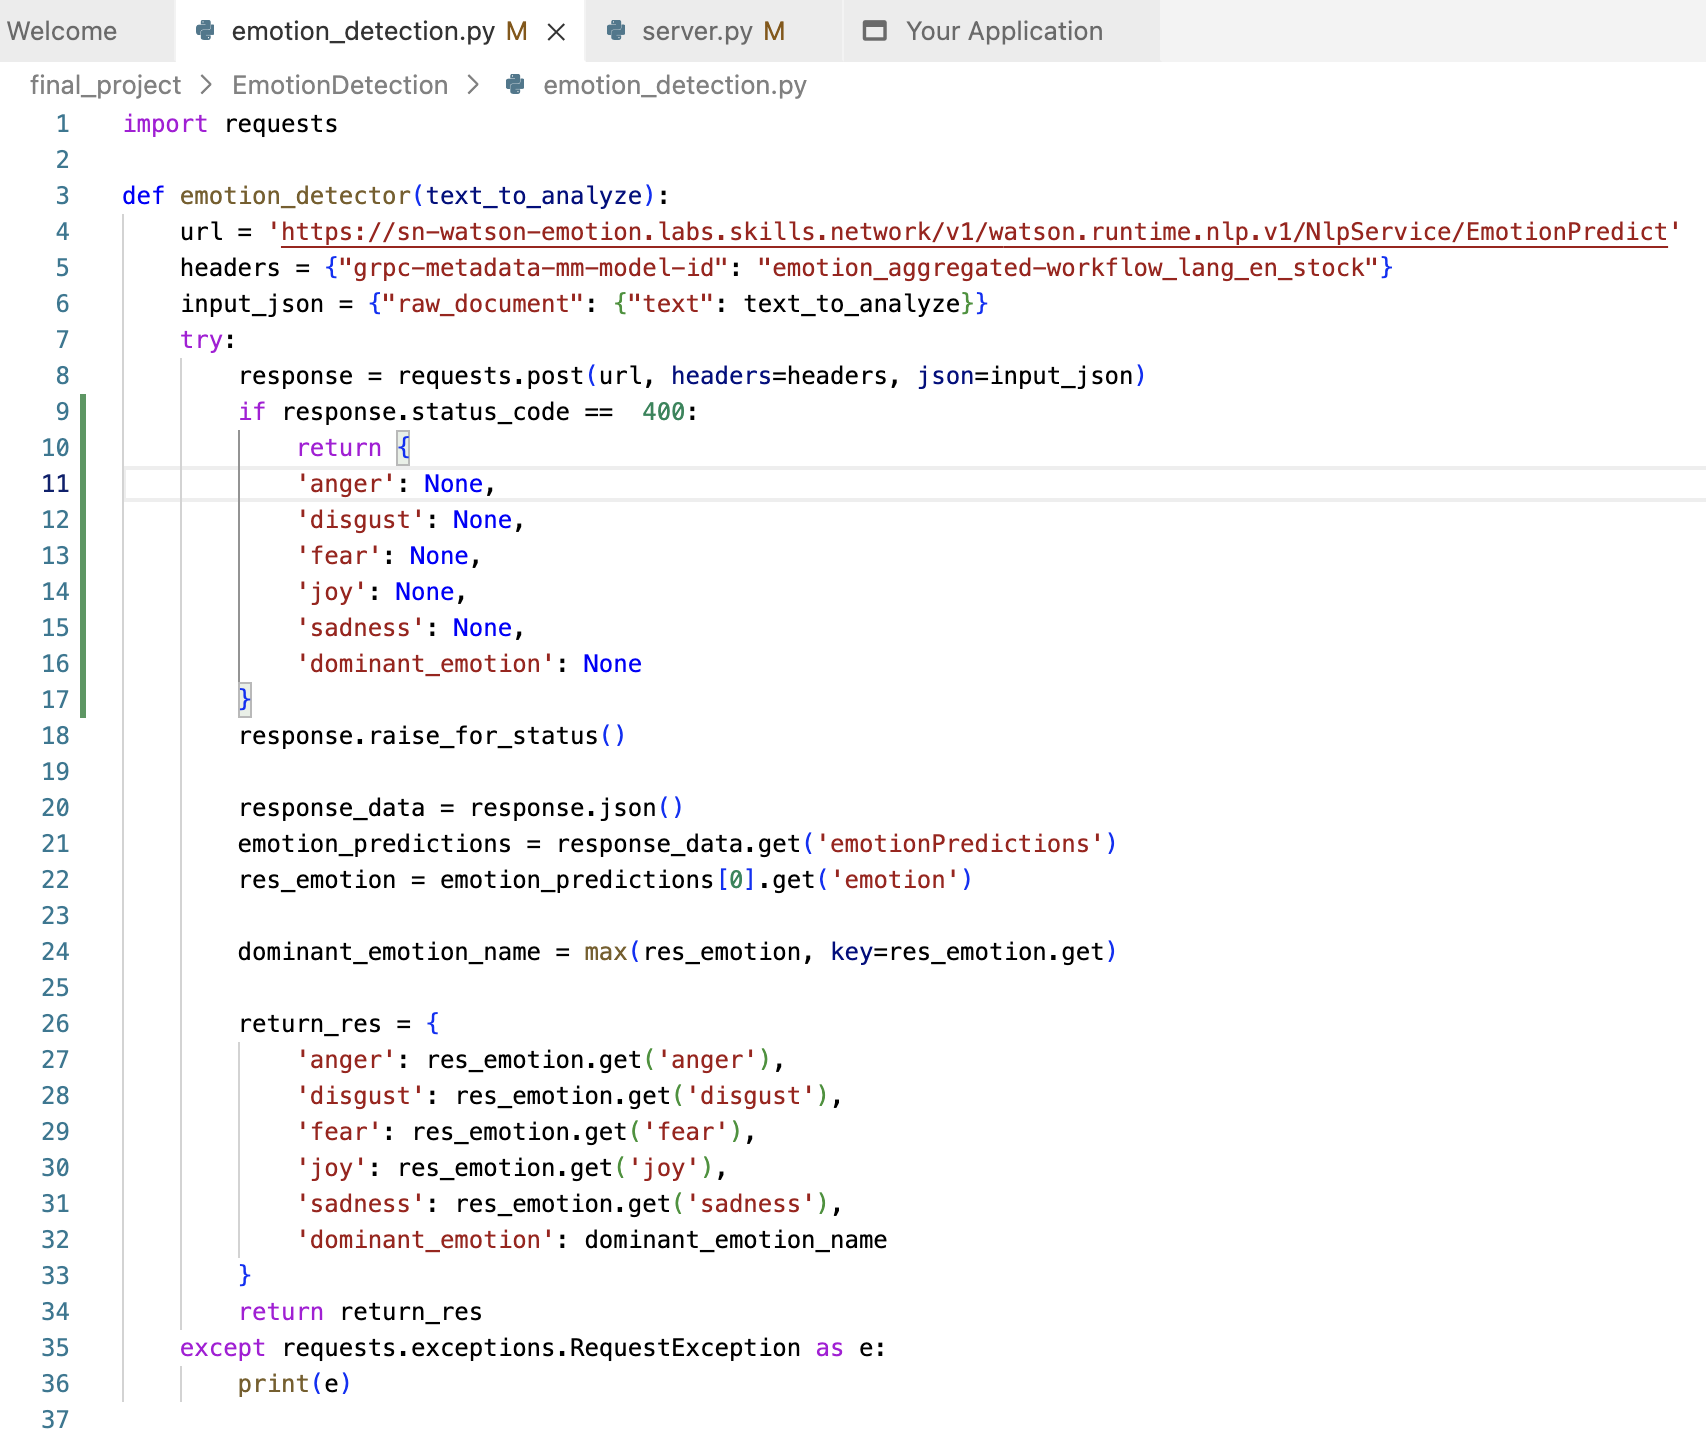 Welcome emotion_detection.py M server.py M Your Application
final_project > EmotionDetection > emotion_detection.py
1 import requests
2
3 def emotion_detector(text_to_analyze):
4     url = 'https://sn-watson-emotion.labs.skills.network/v1/watson.runtime.nlp.v1/NlpService/EmotionPredict'
5     headers = {"grpc-metadata-mm-model-id": "emotion_aggregated-workflow_lang_en_stock"}
6     input_json = {"raw_document": {"text": text_to_analyze}}
7     try:
8         response = requests.post(url, headers=headers, json=input_json)
9         if response.status_code ==  400:
10             return {
11             'anger': None,
12             'disgust': None,
13             'fear': None,
14             'joy': None,
15             'sadness': None,
16             'dominant_emotion': None
17         }
18         response.raise_for_status()
19
20         response_data = response.json()
21         emotion_predictions = response_data.get('emotionPredictions')
22         res_emotion = emotion_predictions[0].get('emotion')
23
24         dominant_emotion_name = max(res_emotion, key=res_emotion.get)
25
26         return_res = {
27             'anger': res_emotion.get('anger'),
28             'disgust': res_emotion.get('disgust'),
29             'fear': res_emotion.get('fear'),
30             'joy': res_emotion.get('joy'),
31             'sadness': res_emotion.get('sadness'),
32             'dominant_emotion': dominant_emotion_name
33         }
34         return return_res
35     except requests.exceptions.RequestException as e:
36         print(e)
37